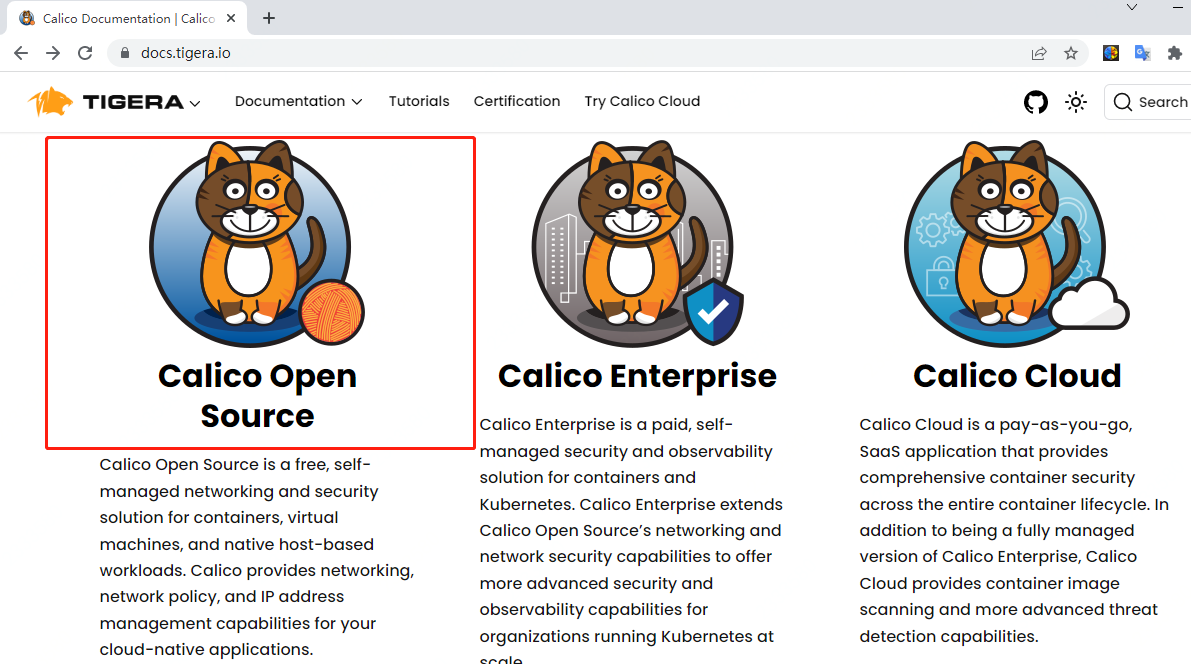 Calico Documentation | Calico
docs.tigera.io
TIGERA
Documentation
Tutorials
Certification
Try Calico Cloud
Search
Calico Open
Source
Calico Open Source is a free, self-
managed networking and security
solution for containers, virtual
machines, and native host-based
workloads. Calico provides networking,
network policy, and IP address
management capabilities for your
cloud-native applications.
Calico Enterprise
Calico Enterprise is a paid, self-
managed security and observability
solution for containers and
Kubernetes. Calico Enterprise extends
Calico Open Source’s networking and
network security capabilities to offer
more advanced security and
observability capabilities for
organizations running Kubernetes at
scale.
Calico Cloud
Calico Cloud is a pay-as-you-go,
SaaS application that provides
comprehensive container security
across the entire container lifecycle. In
addition to being a fully managed
version of Calico Enterprise, Calico
Cloud provides container image
scanning and more advanced threat
detection capabilities.